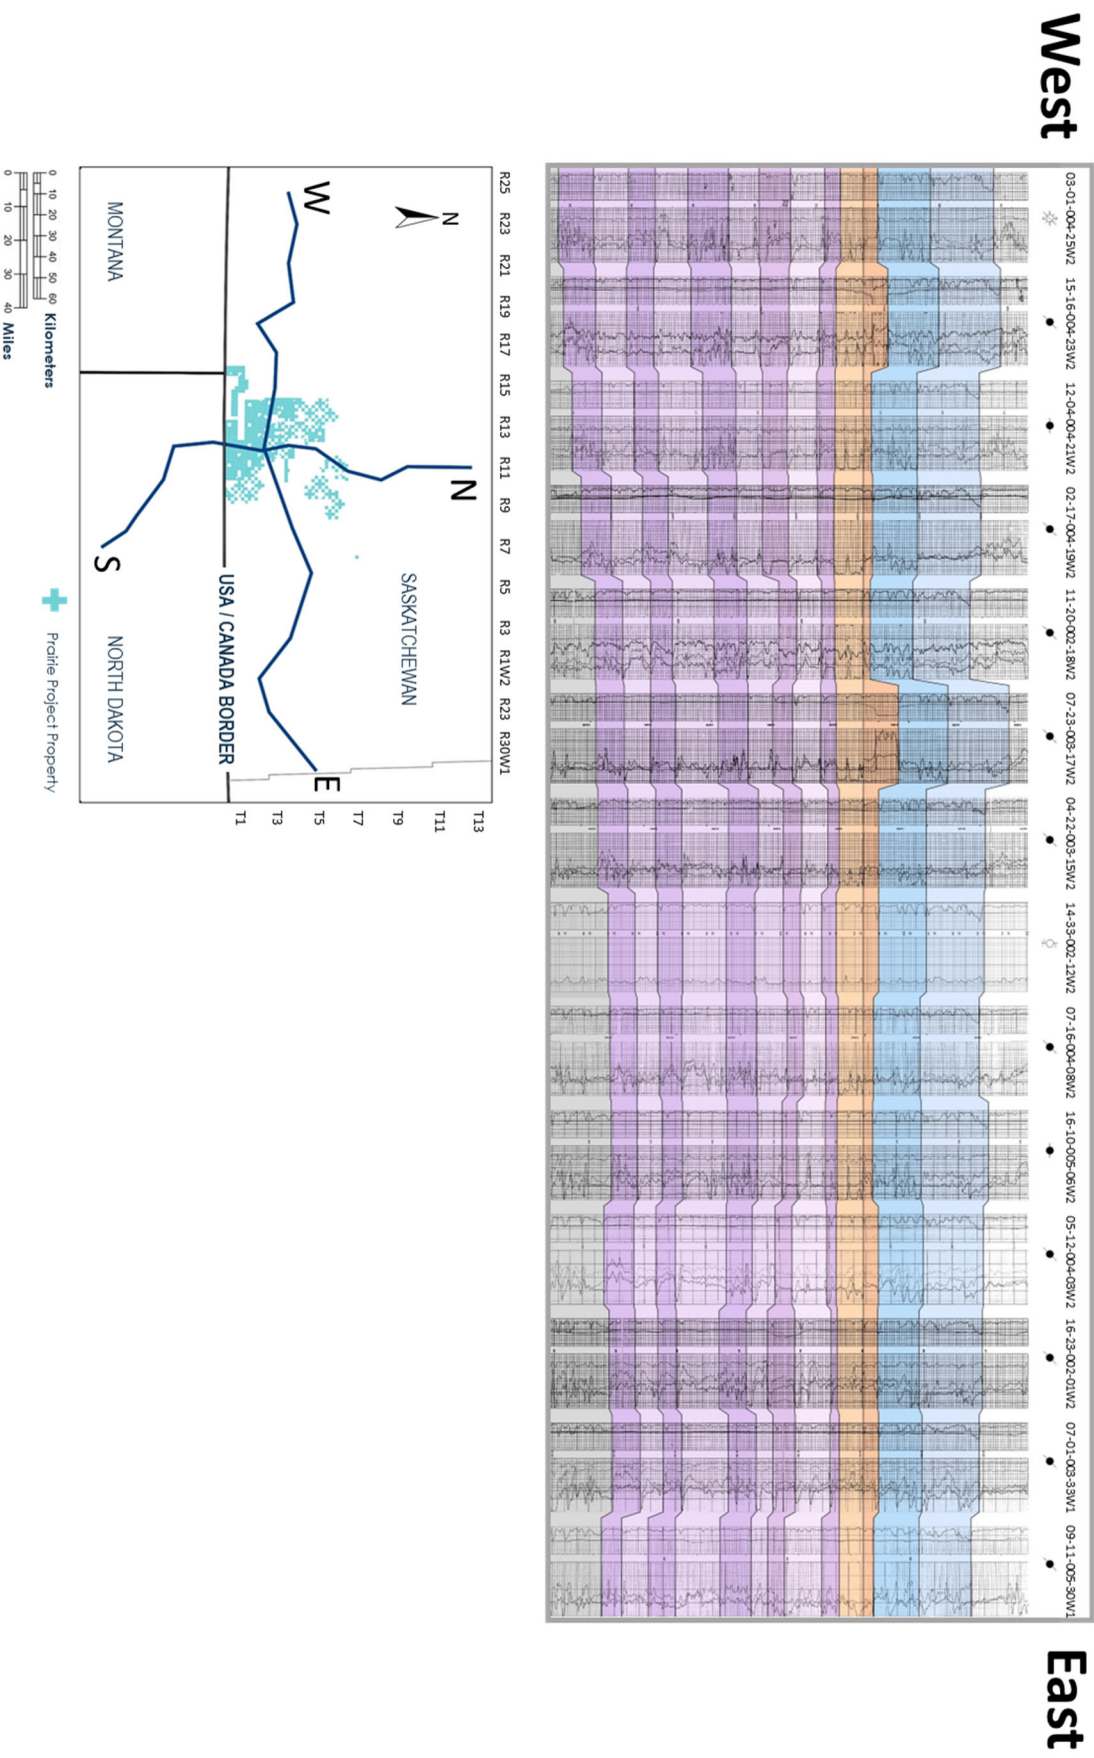 West
East
03-01-004-25W2
15-16-004-23W2
12-04-004-21W2
02-17-004-19W2
11-20-002-18W2
07-23-003-17W2
04-22-003-15W2
14-33-002-12W2
07-16-004-08W2
16-10-005-06W2
05-12-004-03W2
16-23-002-01W2
07-01-003-33W1
09-11-005-30W1
R25
R23
R21
R19
R17
R15
R13
R11
R9
R7
R5
R3
R1W2
R23
R30W1
T13
T11
T9
T7
T5
T3
T1
N
W
N
E
S
SASKATCHEWAN
USA / CANADA BORDER
MONTANA
NORTH DAKOTA
0 10 20 30 40 50 60
Kilometers
0 10 20 30 40
Miles
Prairie Project Property